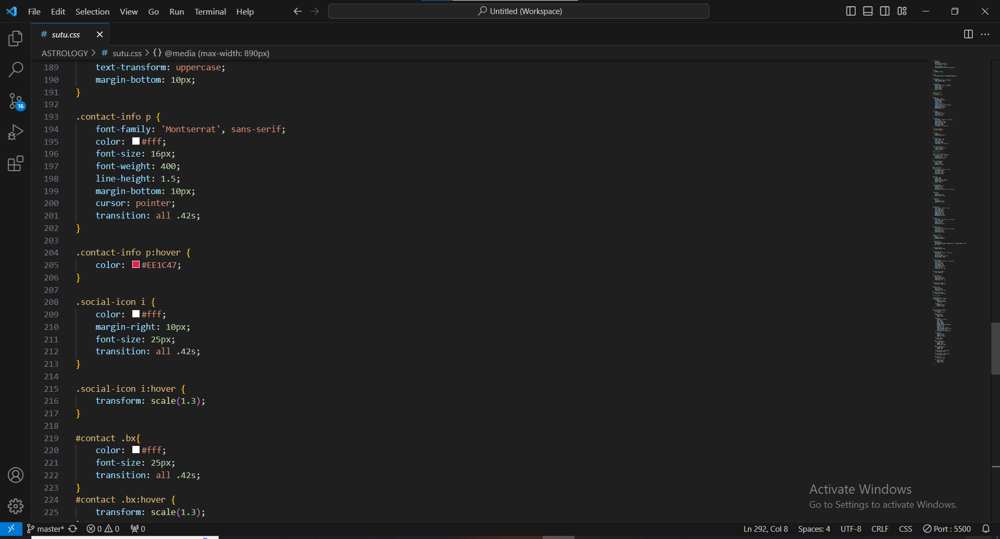 File Edit Selection View Go Run Terminal Help Untitled (Workspace)
# sutu.css
ASTROLOGY > # sutu.css > {} @media (max-width: 890px)
189 text-transform: uppercase;
190 margin-bottom: 10px;
191 }
192
193 .contact-info p {
194 font-family: 'Montserrat', sans-serif;
195 color: #fff;
196 font-size: 16px;
197 font-weight: 400;
198 line-height: 1.5;
199 margin-bottom: 10px;
200 cursor: pointer;
201 transition: all .42s;
202 }
203
204 .contact-info p:hover {
205 color: #EE1C47;
206 }
207
208 .social-icon i {
209 color: #fff;
210 margin-right: 10px;
211 font-size: 25px;
212 transition: all .42s;
213 }
214
215 .social-icon i:hover {
216 transform: scale(1.3);
217 }
218
219 #contact .bx{
220 color: #fff;
221 font-size: 25px;
222 transition: all .42s;
223 }
224 #contact .bx:hover {
225 transform: scale(1.3);
16
Activate Windows
Go to Settings to activate Windows.
master* 0 0 0 Ln 292, Col 8 Spaces: 4 UTF-8 CRLF CSS Port : 5500